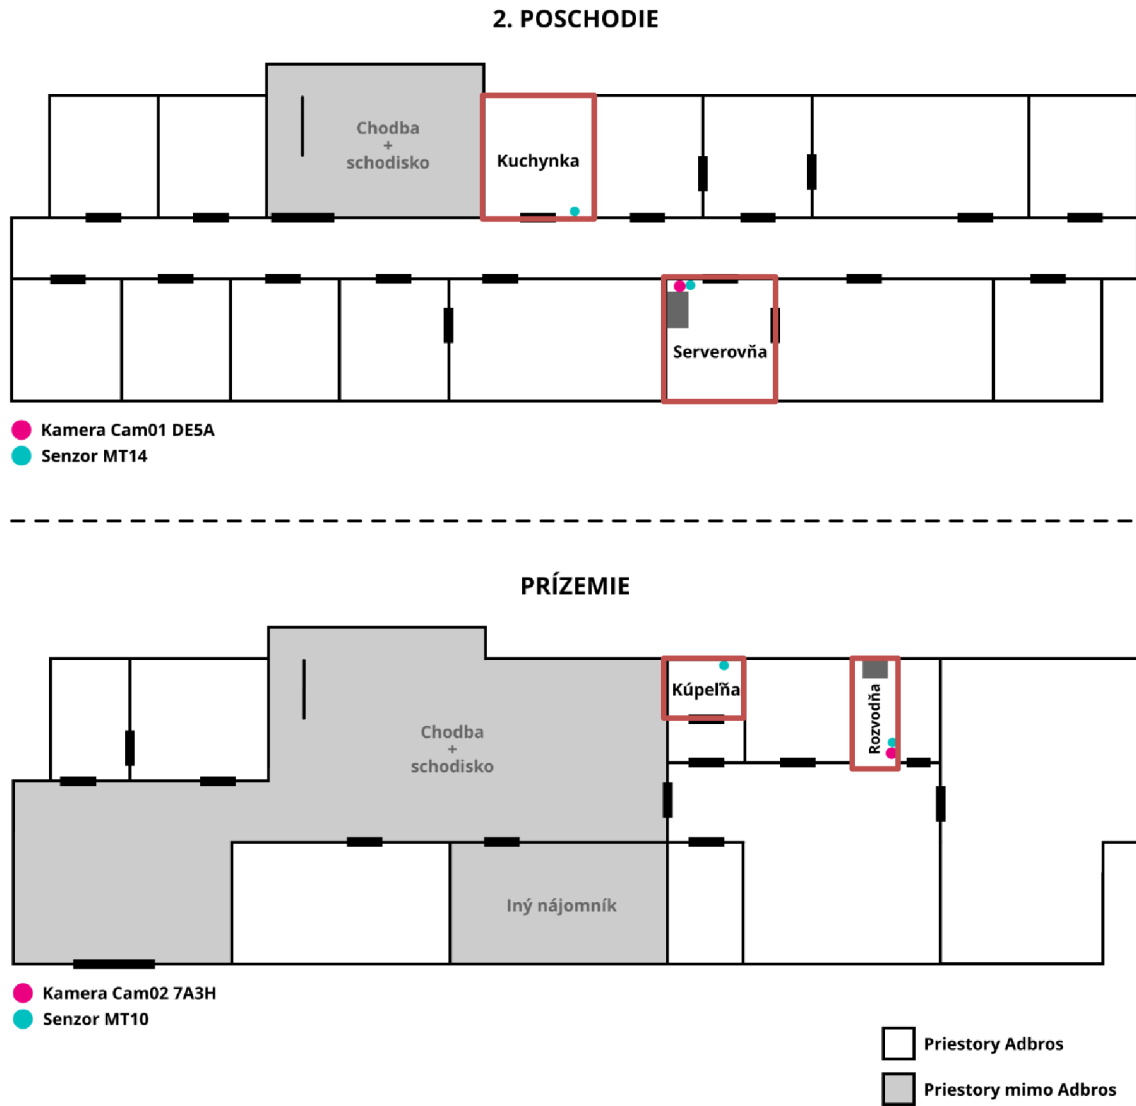 2. POSCHODIE
Chodba
+
schodisko
Kuchynka
Serverovňa
Kamera Cam01 DE5A
Senzor MT14
PRÍZEMIE
Kúpeľňa
Rozvodňa
Chodba
+
schodisko
Iný nájomník
Kamera Cam02 7A3H
Senzor MT10
Priestory Adbros
Priestory mimo Adbros